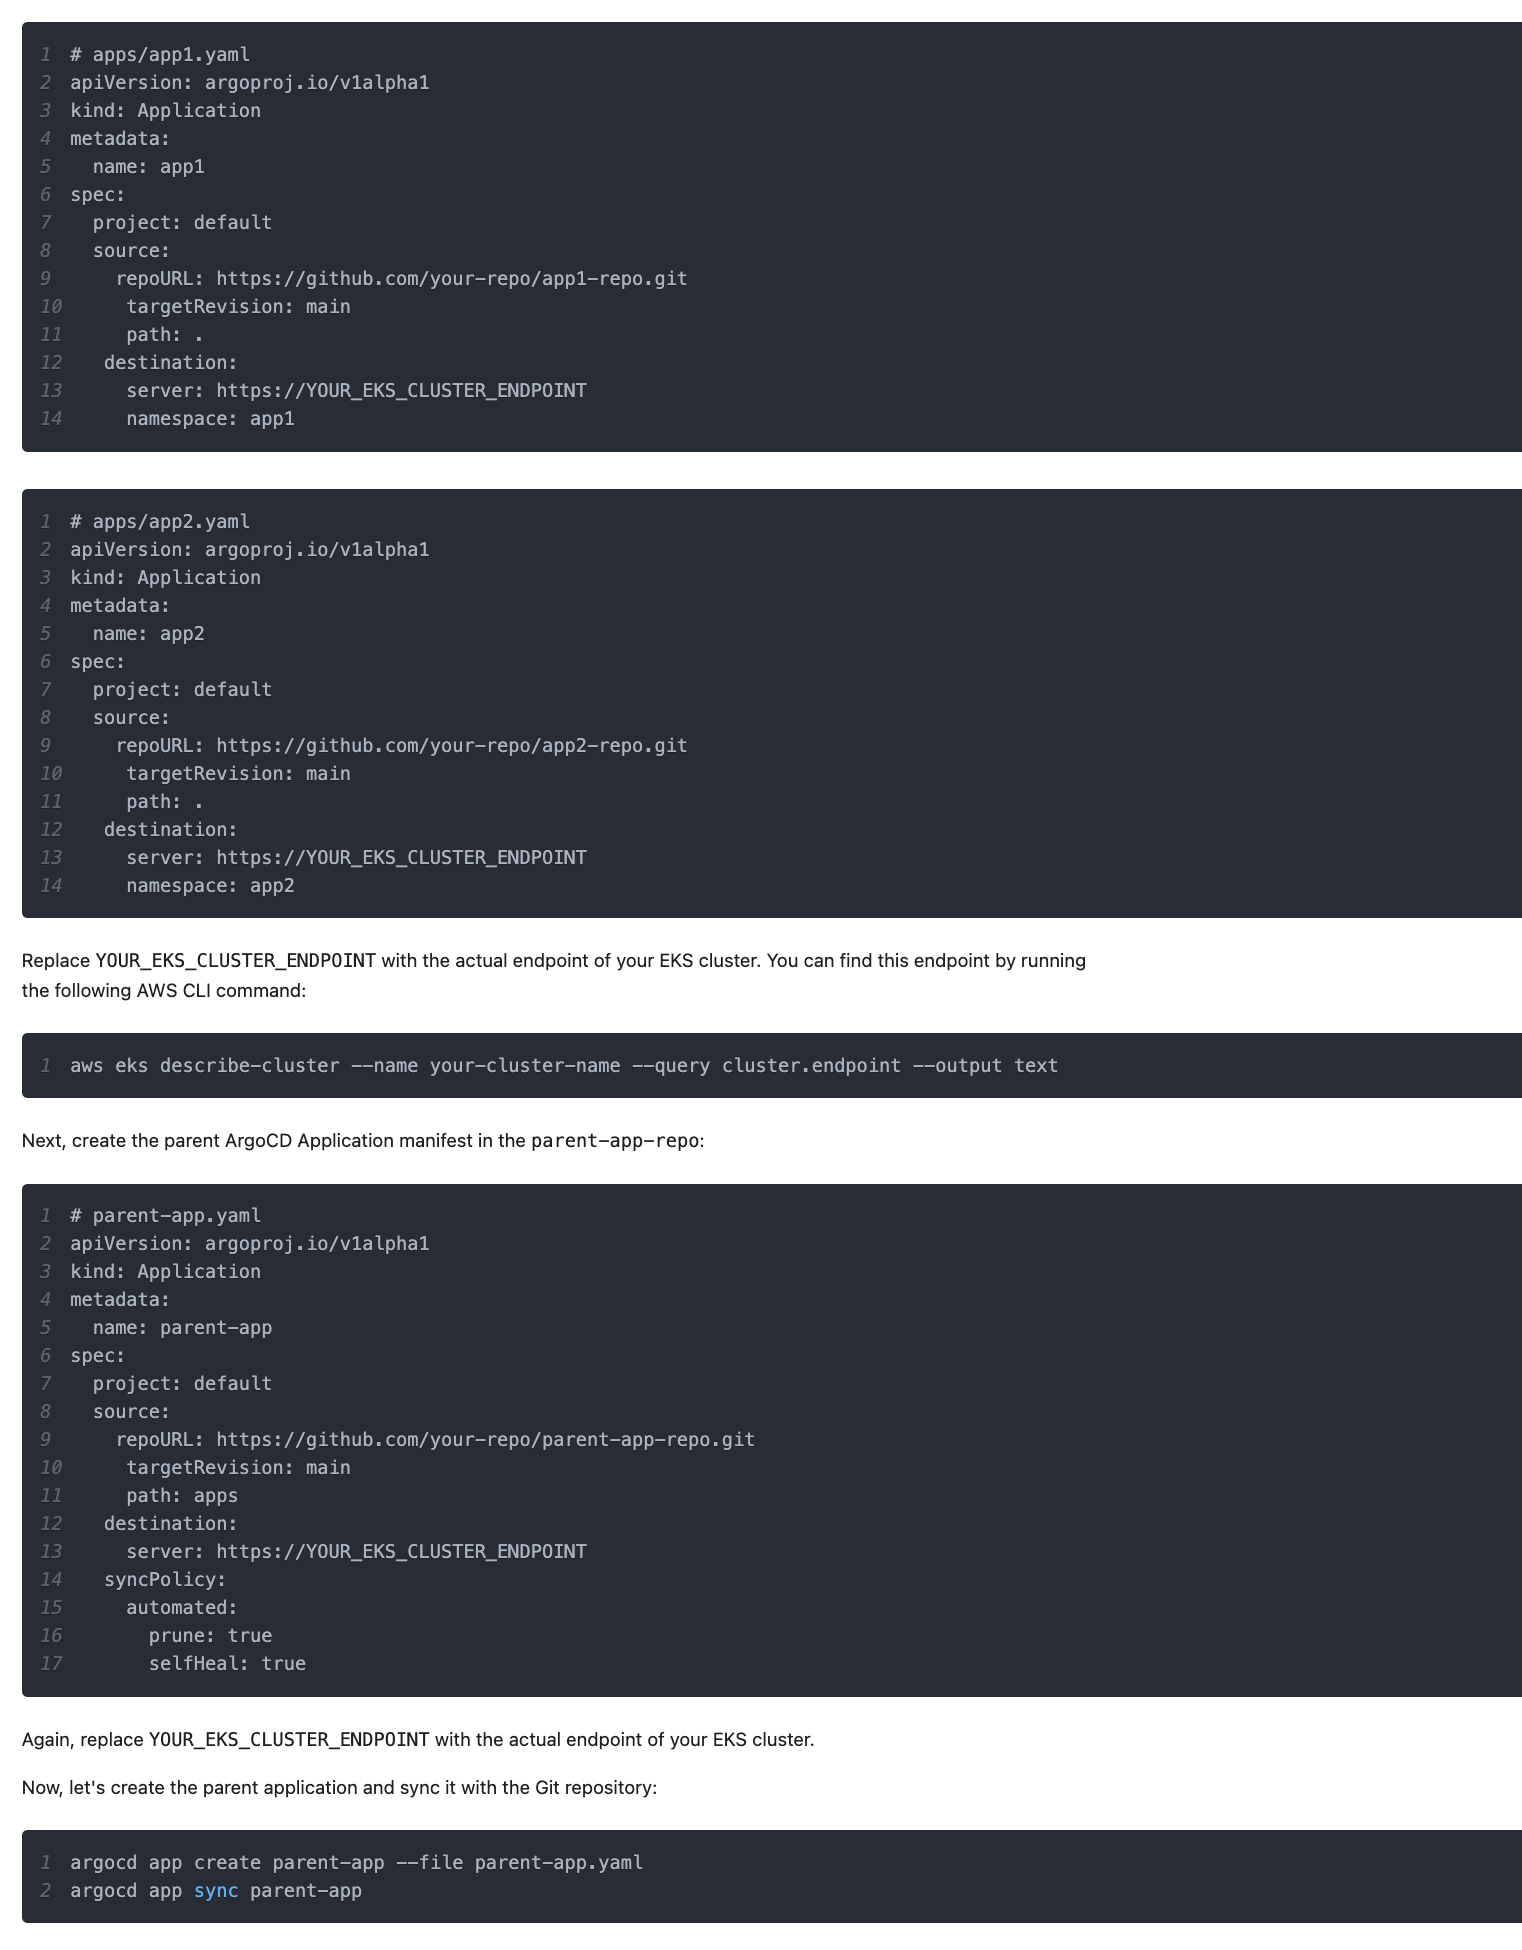 1 # apps/app1.yaml
2 apiVersion: argoproj.io/v1alpha1
3 kind: Application
4 metadata:
5   name: app1
6 spec:
7   project: default
8   source:
9     repoURL: https://github.com/your-repo/app1-repo.git
10     targetRevision: main
11     path: .
12   destination:
13     server: https://YOUR_EKS_CLUSTER_ENDPOINT
14     namespace: app1
1 # apps/app2.yaml
2 apiVersion: argoproj.io/v1alpha1
3 kind: Application
4 metadata:
5   name: app2
6 spec:
7   project: default
8   source:
9     repoURL: https://github.com/your-repo/app2-repo.git
10     targetRevision: main
11     path: .
12   destination:
13     server: https://YOUR_EKS_CLUSTER_ENDPOINT
14     namespace: app2
Replace YOUR_EKS_CLUSTER_ENDPOINT with the actual endpoint of your EKS cluster. You can find this endpoint by running
the following AWS CLI command:
1 aws eks describe-cluster --name your-cluster-name --query cluster.endpoint --output text
Next, create the parent ArgoCD Application manifest in the parent-app-repo:
1 # parent-app.yaml
2 apiVersion: argoproj.io/v1alpha1
3 kind: Application
4 metadata:
5   name: parent-app
6 spec:
7   project: default
8   source:
9     repoURL: https://github.com/your-repo/parent-app-repo.git
10     targetRevision: main
11     path: apps
12   destination:
13     server: https://YOUR_EKS_CLUSTER_ENDPOINT
14   syncPolicy:
15     automated:
16       prune: true
17       selfHeal: true
Again, replace YOUR_EKS_CLUSTER_ENDPOINT with the actual endpoint of your EKS cluster.
Now, let's create the parent application and sync it with the Git repository:
1 argocd app create parent-app --file parent-app.yaml
2 argocd app sync parent-app